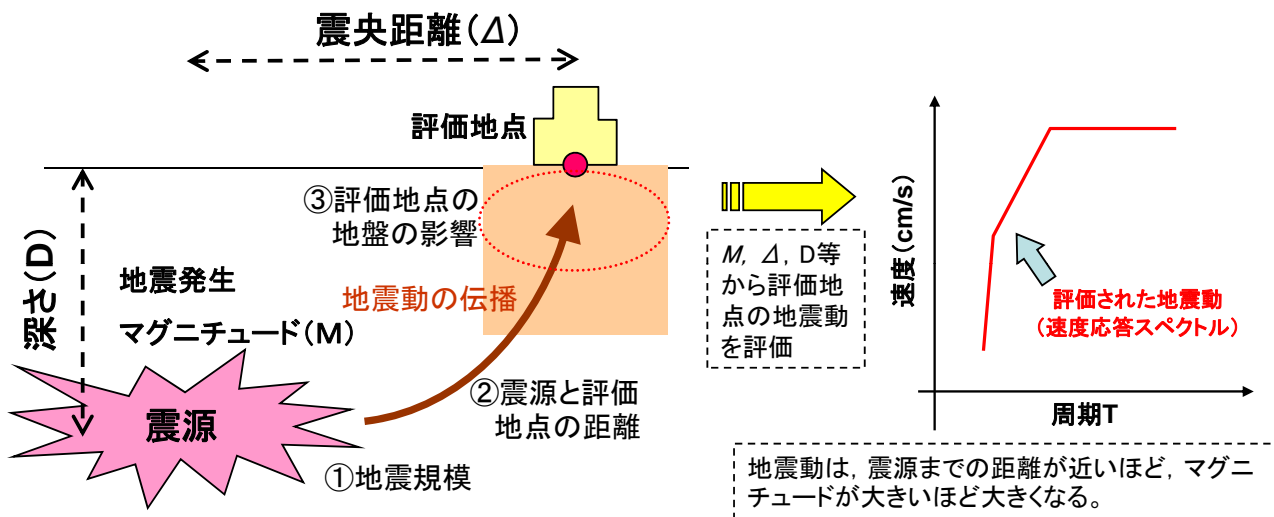 震央距離(Δ)
評価地点
③評価地点の
地盤の影響
深さ(D)
地震発生
マグニチュード(M)
地震動の伝播
震源
②震源と評価
地点の距離
①地震規模
M, Δ, D等
から評価地
点の地震動
を評価
速度(cm/s)
評価された地震動
(速度応答スペクトル)
周期T
地震動は, 震源までの距離が近いほど, マグニ
チュードが大きいほど大きくなる。